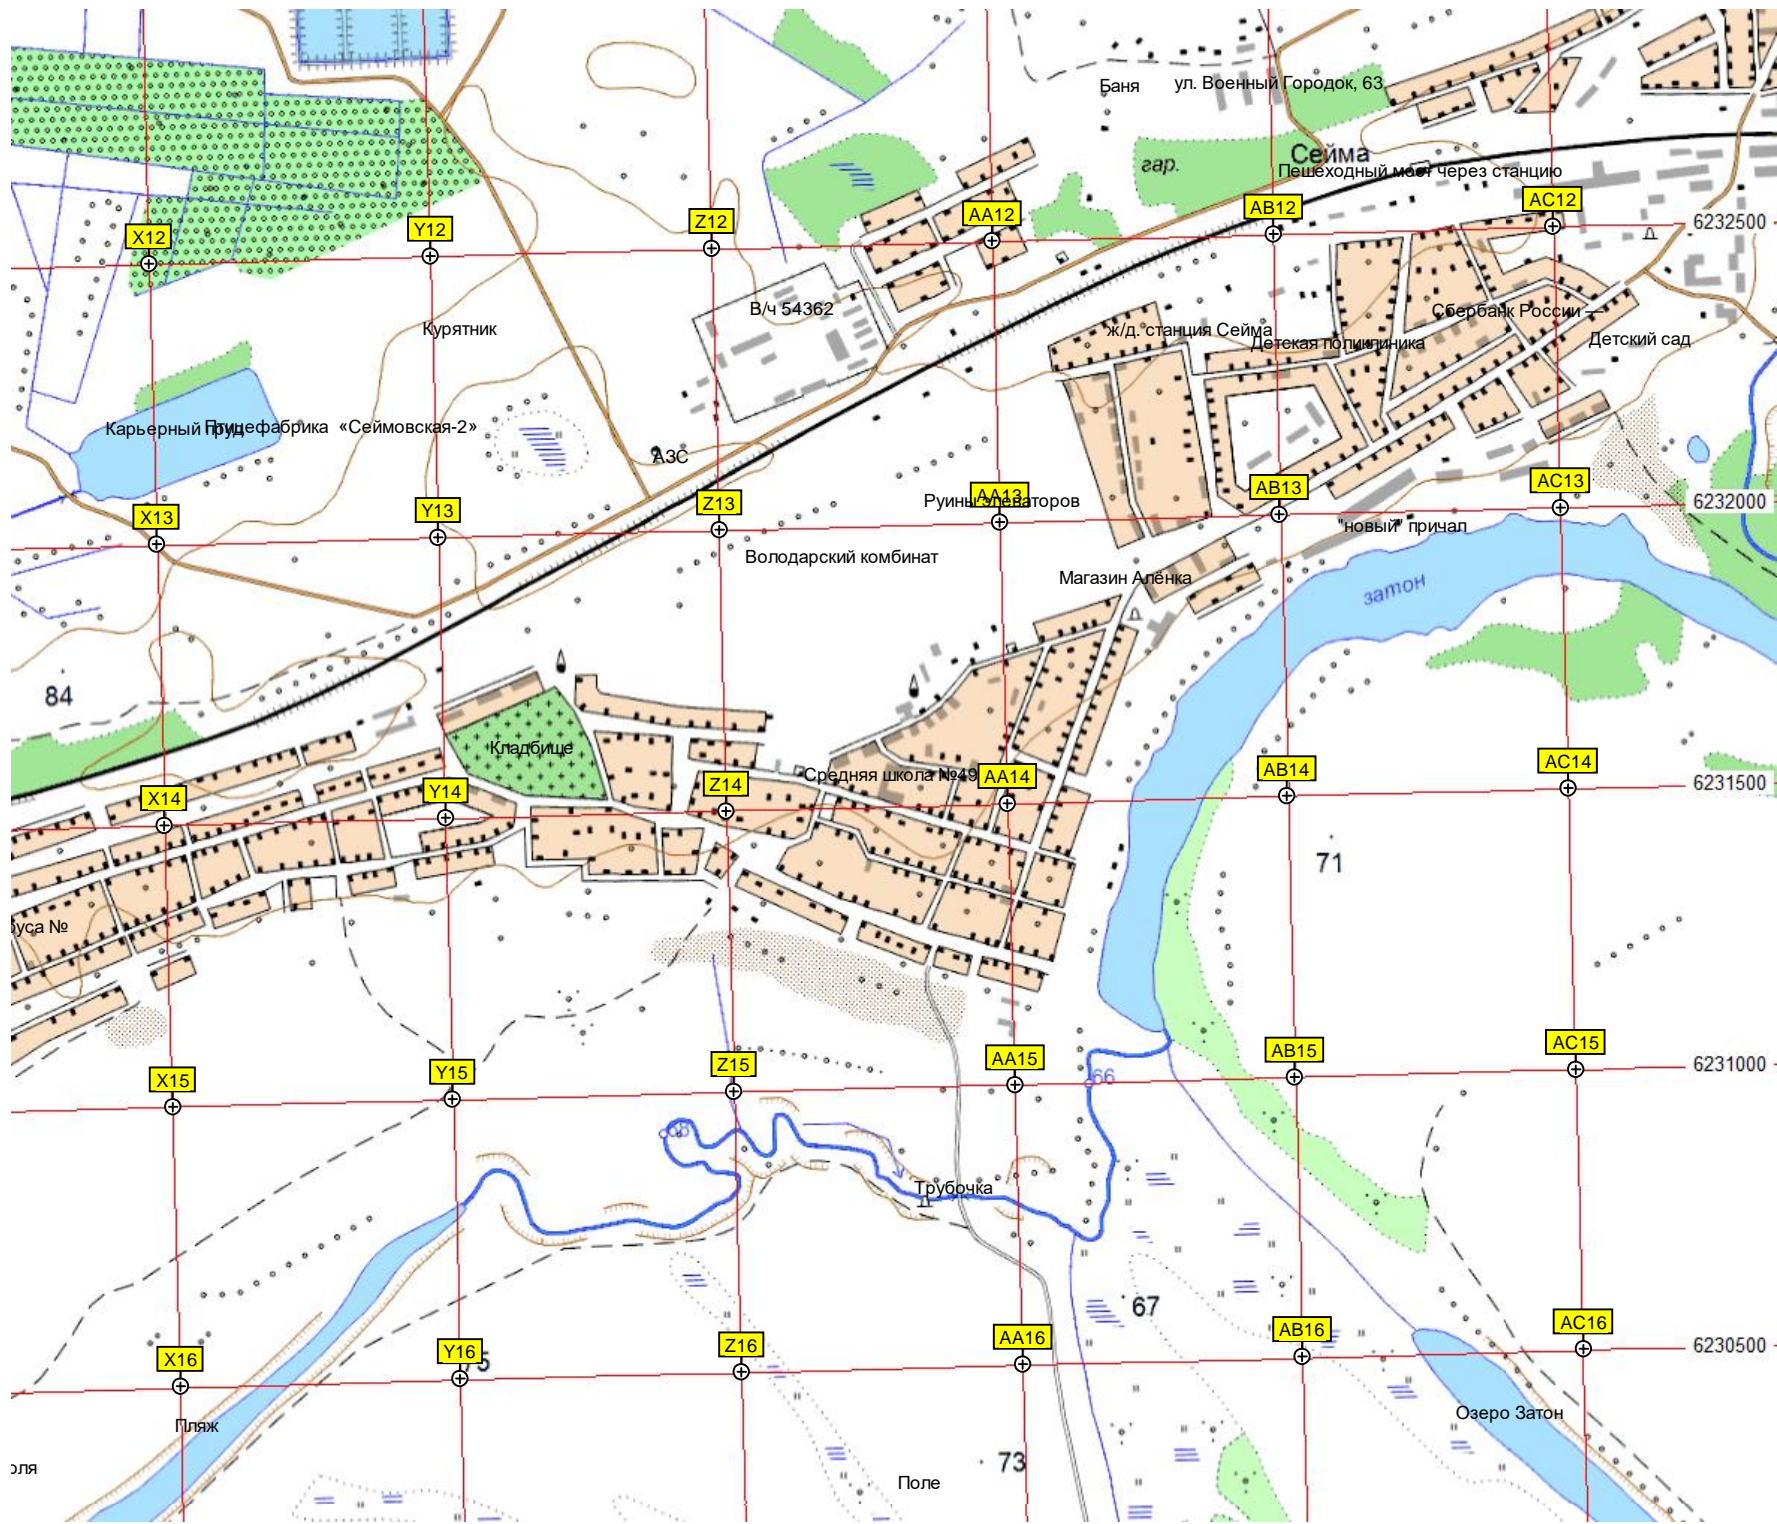 Баня
ул. Военный Городок, 63
Сейма
гар.
Пешеходный мост через станцию
X12
Y12
Z12
AA12
AB12
AC12
6232500
В/ч 54362
Курятник
ж/д. станция Сейма
Сбербанк России —
Детская поликлиника
Детский сад
Карьерный пруд
Птицефабрика «Сеймовская-2»
АЗС
X13
Y13
Z13
AA13
AB13
AC13
6232000
Руины элеваторов
"новый" причал
Володарский комбинат
Магазин Алёнка
затон
84
Кладбище
Средняя школа №49
X14
Y14
Z14
AA14
AB14
AC14
6231500
71
буса №
X15
Y15
Z15
AA15
AB15
AC15
6231000
66
Трубочка
67
X16
Y16
Z16
AA16
AB16
AC16
6230500
75
Пляж
Озеро Затон
оля
73
Поле